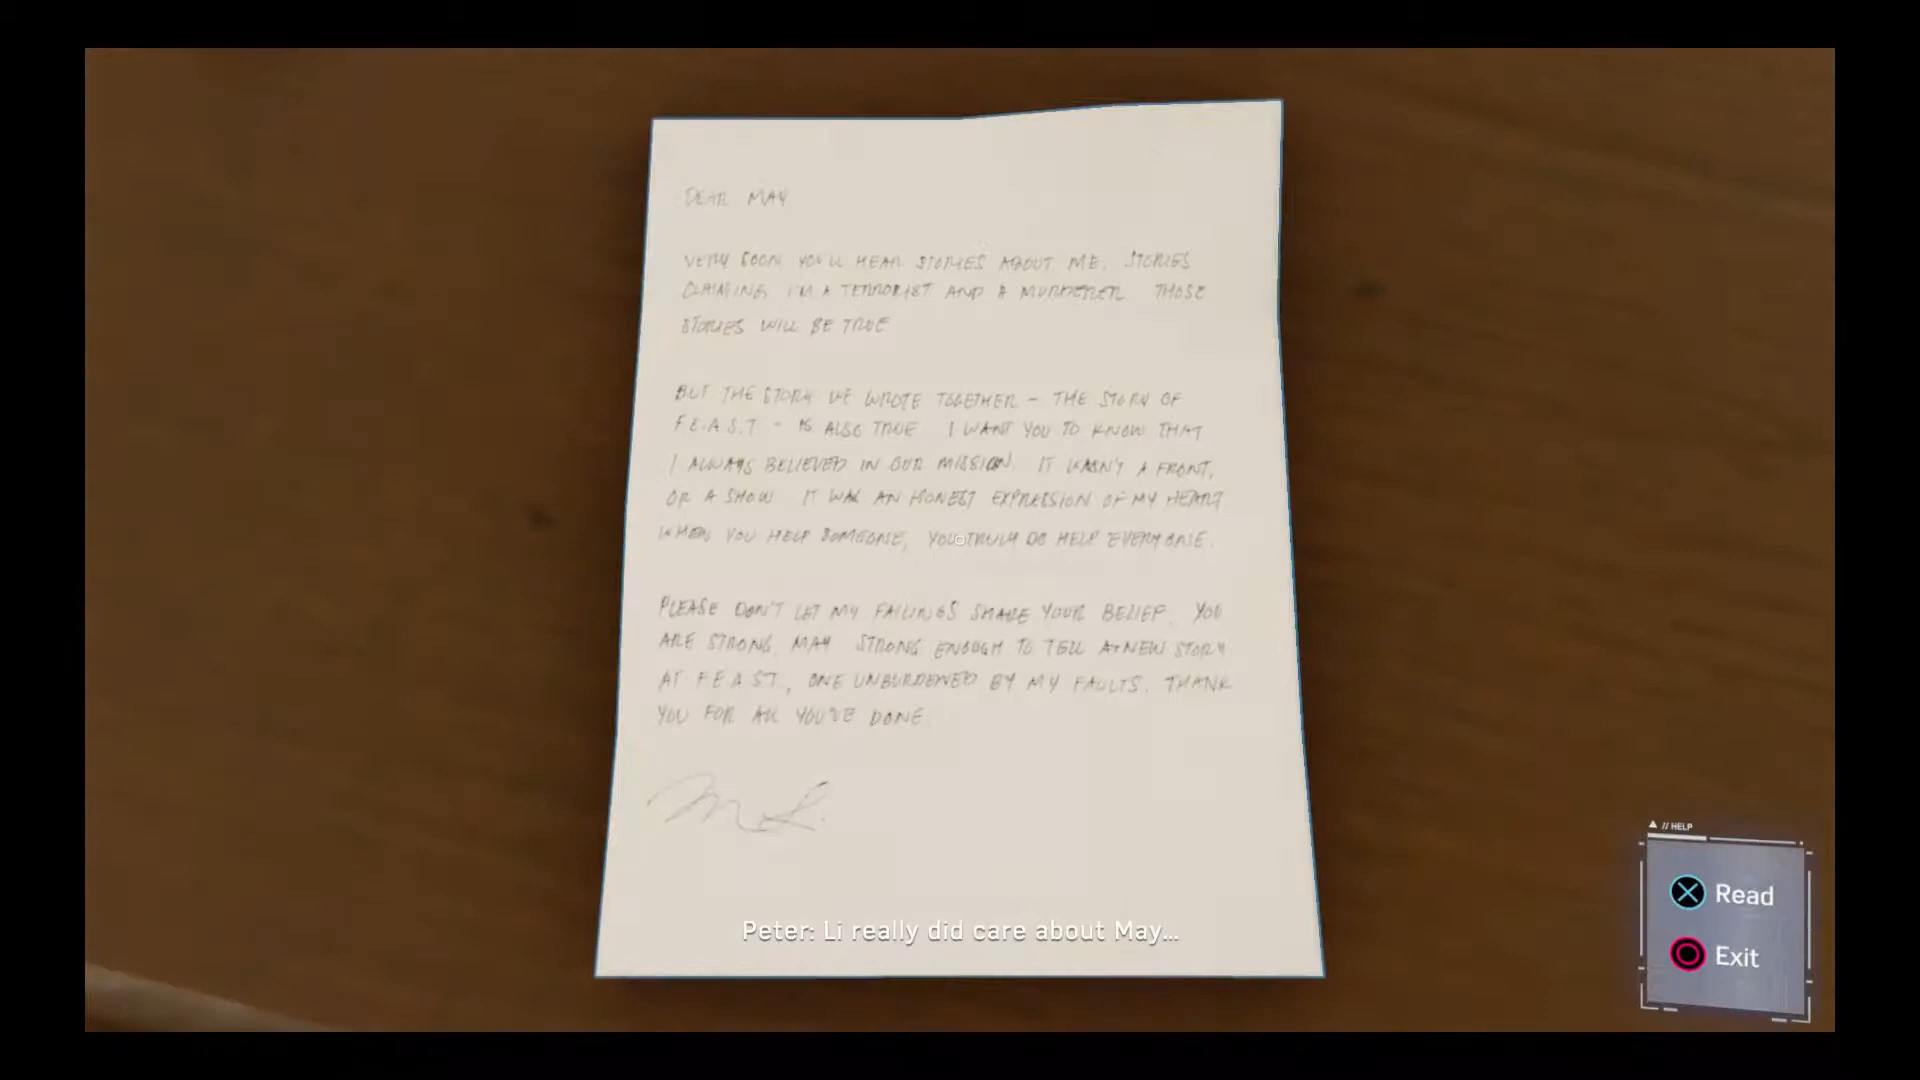 DEAR MAY
VERY SOON YOU'LL HEAR STORIES ABOUT ME. STORIES
CLAIMING I'M A TERRORIST AND A MURDERER THOSE
STORIES WILL BE TRUE
BUT THE STORY WE WROTE TOGETHER - THE STORY OF
F.E.A.S.T - IS ALSO TRUE I WANT YOU TO KNOW THAT
I ALWAYS BELIEVED IN OUR MISSION. IT WASN'T A FRONT,
OR A SHOW IT WAS AN HONEST EXPRESSION OF MY HEART
WHEN YOU HELP SOMEONE, YOU TRULY DO HELP EVERYONE.
PLEASE DON'T LET MY FAILINGS SHAKE YOUR BELIEF. YOU
ARE STRONG, MAY STRONG ENOUGH TO TELL A NEW STORY
AT F.E.A.S.T., ONE UNBURDENED BY MY FAULTS. THANK
YOU FOR ALL YOU'VE DONE
M L.
Peter: Li really did care about May...
// HELP
Read
Exit